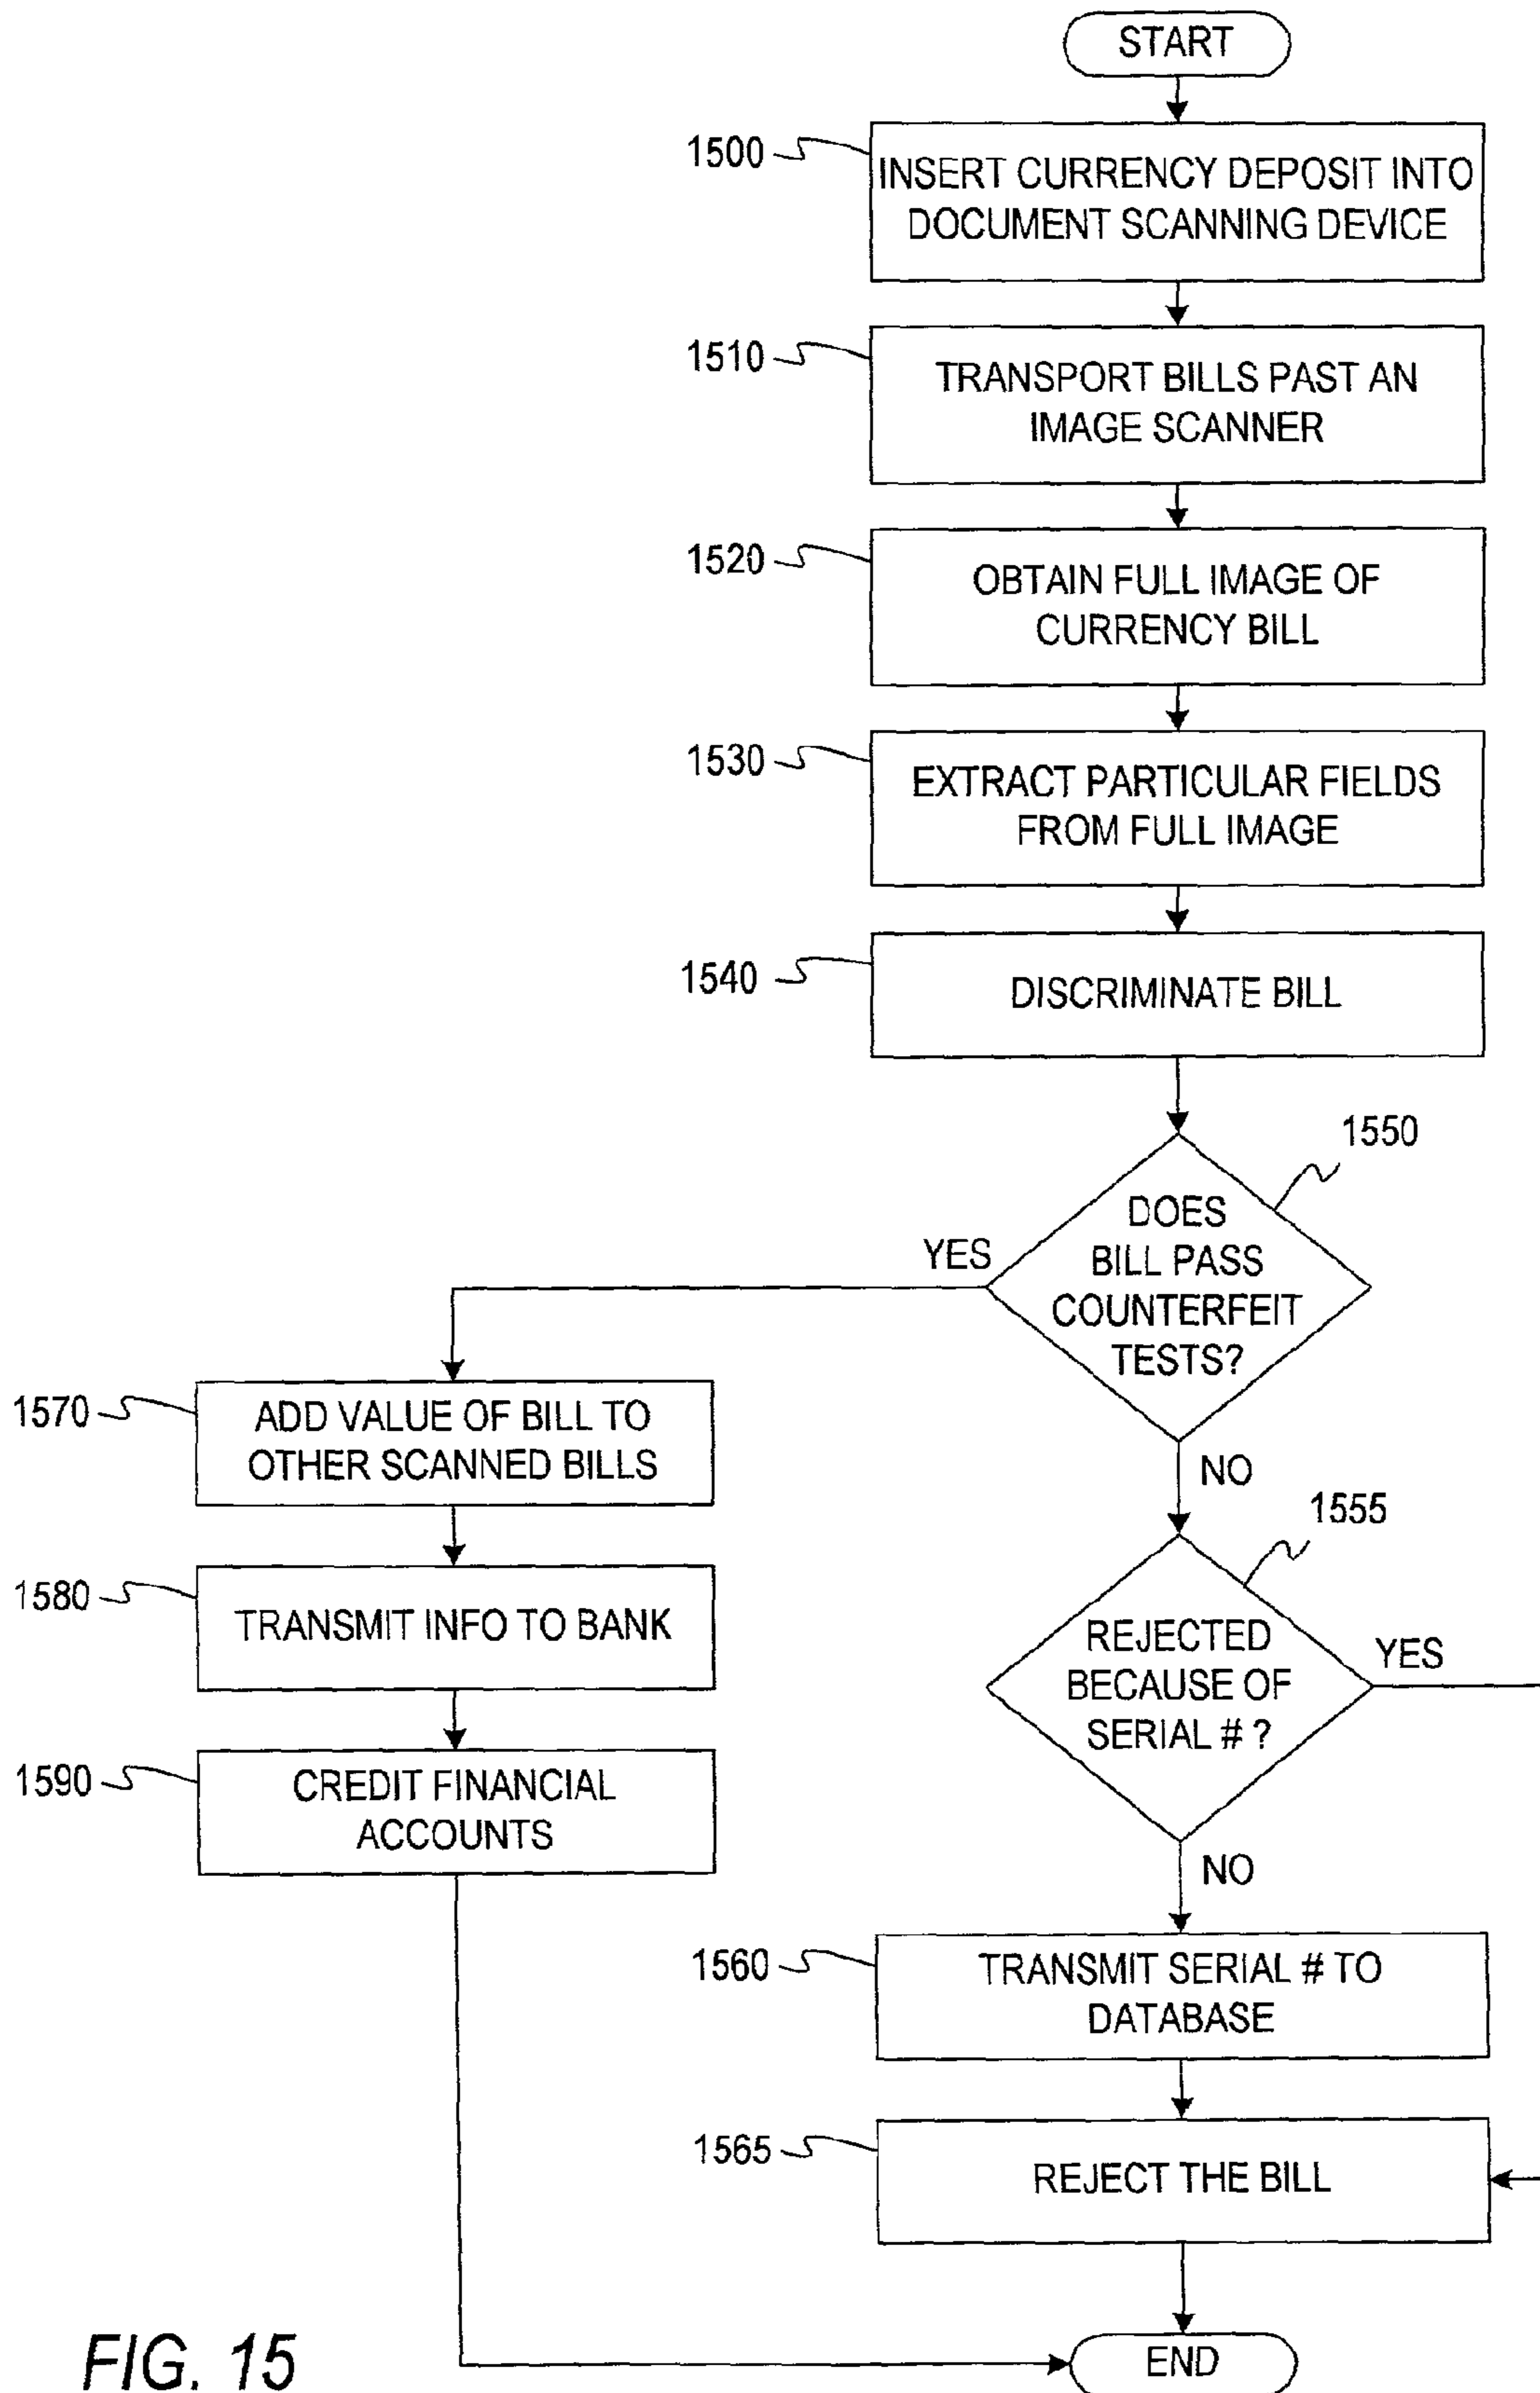 START
1500
INSERT CURRENCY DEPOSIT INTO
DOCUMENT SCANNING DEVICE
1510
TRANSPORT BILLS PAST AN
IMAGE SCANNER
1520
OBTAIN FULL IMAGE OF
CURRENCY BILL
1530
EXTRACT PARTICULAR FIELDS
FROM FULL IMAGE
1540
DISCRIMINATE BILL
1550
DOES
BILL PASS
COUNTERFEIT
TESTS?
YES
NO
1570
ADD VALUE OF BILL TO
OTHER SCANNED BILLS
1580
TRANSMIT INFO TO BANK
1590
CREDIT FINANCIAL
ACCOUNTS
1555
REJECTED
BECAUSE OF
SERIAL # ?
YES
NO
1560
TRANSMIT SERIAL # TO
DATABASE
1565
REJECT THE BILL
END
FIG. 15